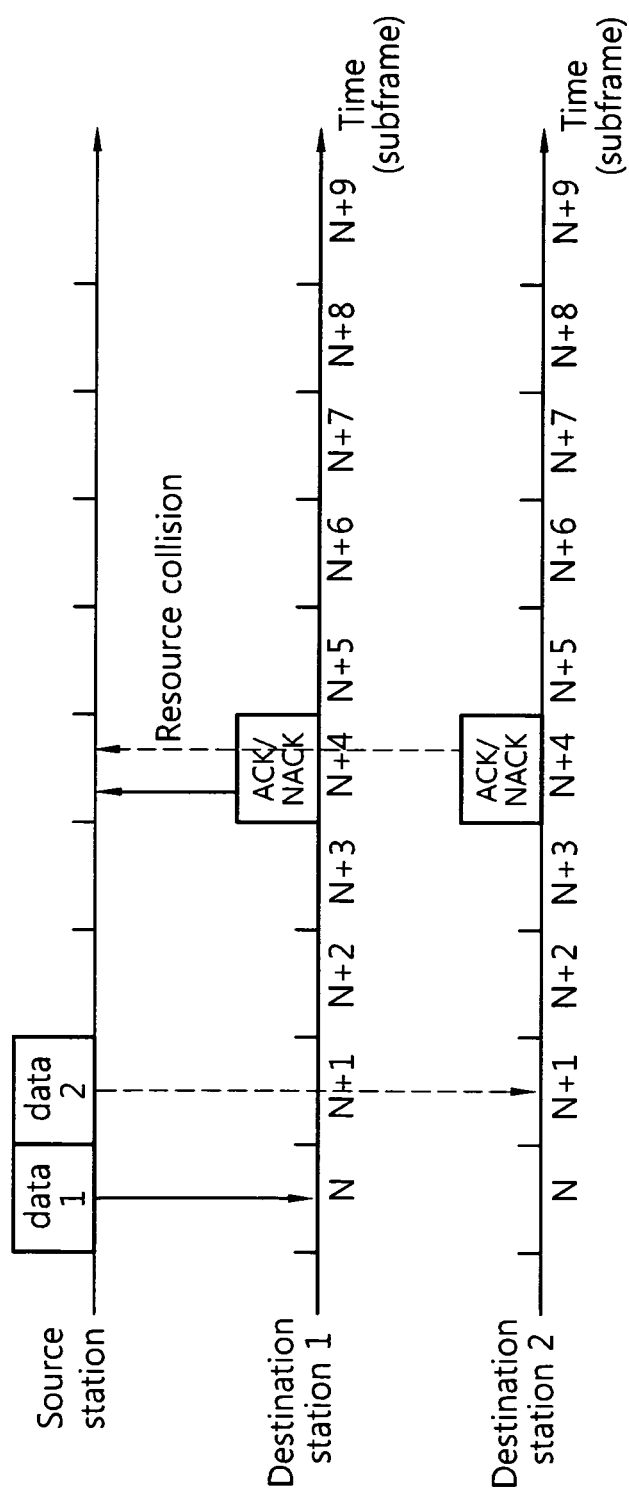 Source
station
data
1
data
2
Resource collision
Destination
station 1
ACK/
NACK
N
N+1
N+2
N+3
N+4
N+5
N+6
N+7
N+8
N+9
Time
(subframe)
Destination
station 2
ACK/
NACK
N
N+1
N+2
N+3
N+4
N+5
N+6
N+7
N+8
N+9
Time
(subframe)